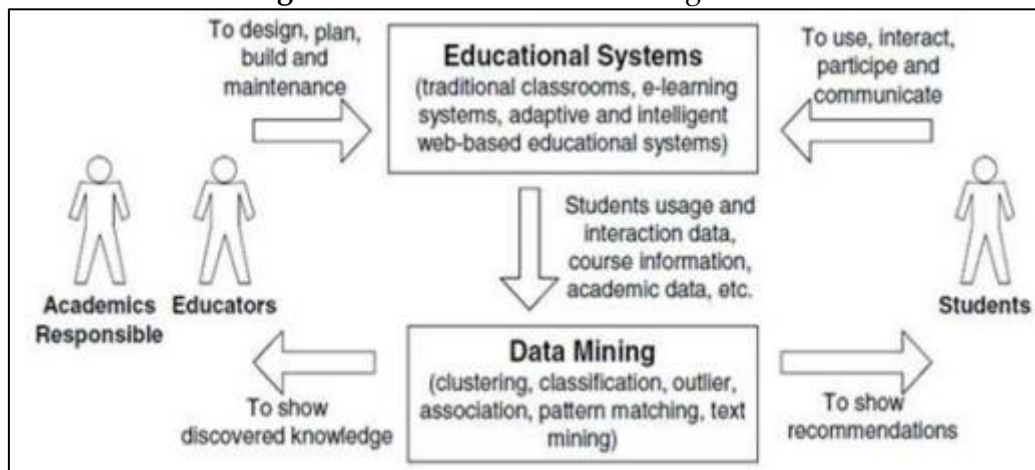 To design, plan,
build and
maintenance
Educational Systems
(traditional classrooms, e-learning
systems, adaptive and intelligent
web-based educational systems)
To use, interact,
participe and
communicate
Students usage and
interaction data,
course information,
academic data, etc.
Academics
Responsible
Educators
Students
Data Mining
(clustering, classification, outlier,
association, pattern matching, text
mining)
To show
discovered knowledge
To show
recommendations